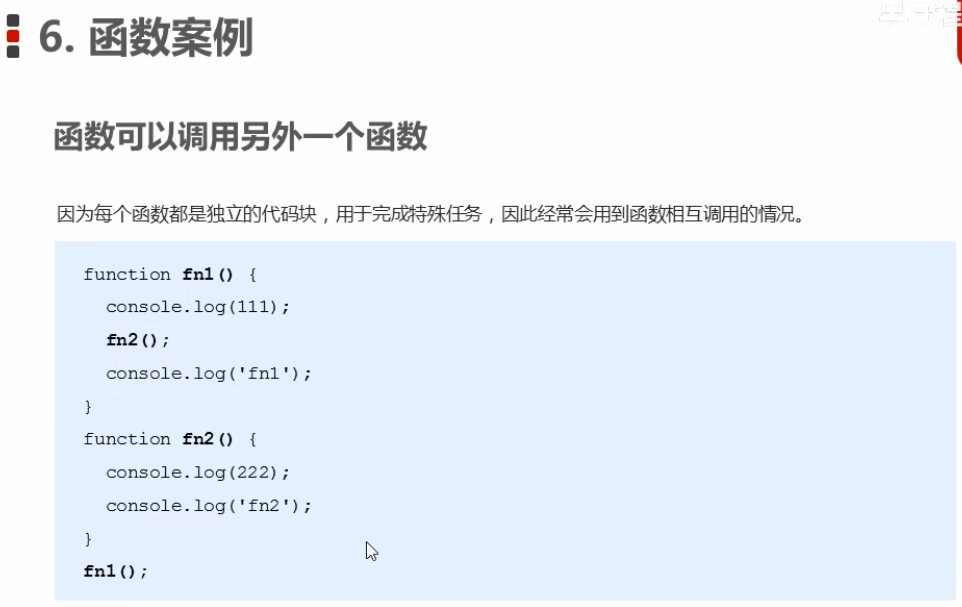 6. 函数案例
函数可以调用另外一个函数
因为每个函数都是独立的代码块，用于完成特殊任务，因此经常会用到函数相互调用的情况。
function fn1() {
  console.log(111);
  fn2();
  console.log('fn1');
}
function fn2() {
  console.log(222);
  console.log('fn2');
}
fn1();